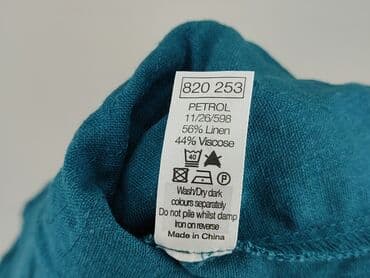 820 253
PETROL
11/26/598
56% Linen
44% Viscose
40
P
Wash/Dry dark
colours separately
Do not pile whilst damp
Iron on reverse
Made in China